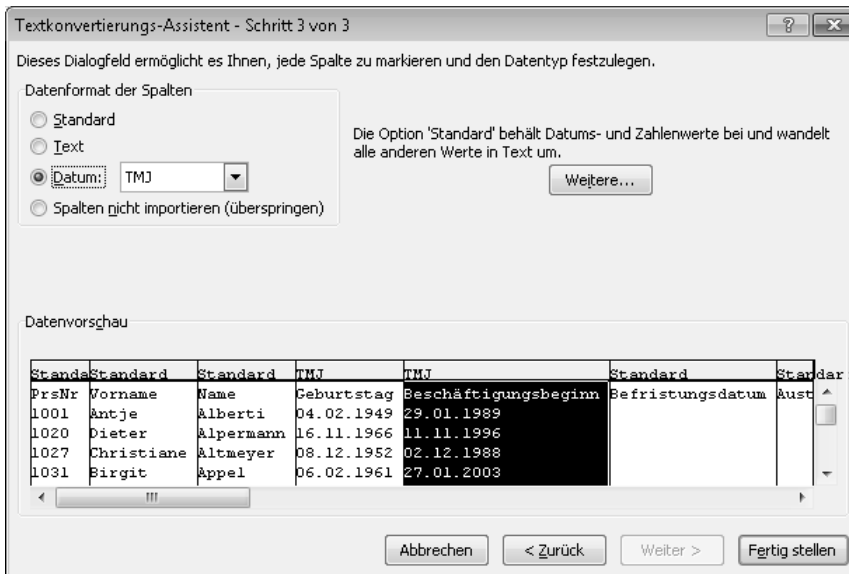 Textkonvertierungs-Assistent - Schritt 3 von 3
Dieses Dialogfeld ermöglicht es Ihnen, jede Spalte zu markieren und den Datentyp festzulegen.
Datenformat der Spalten
Standard
Text
Datum: TMJ
Spalten nicht importieren (überspringen)
Die Option 'Standard' behält Datums- und Zahlenwerte bei und wandelt
alle anderen Werte in Text um.
Weitere...
Datenvorschau
Standa Standard Standard TMJ TMJ Standard Standar
PrsNr Vorname Name Geburtstag Beschäftigungsbeginn Befristungsdatum Aust
1001 Antje Alberti 04.02.1949 29.01.1989
1020 Dieter Alpermann 16.11.1966 11.11.1996
1027 Christiane Altmeyer 08.12.1952 02.12.1988
1031 Birgit Appel 06.02.1961 27.01.2003
Abbrechen < Zurück Weiter > Fertig stellen